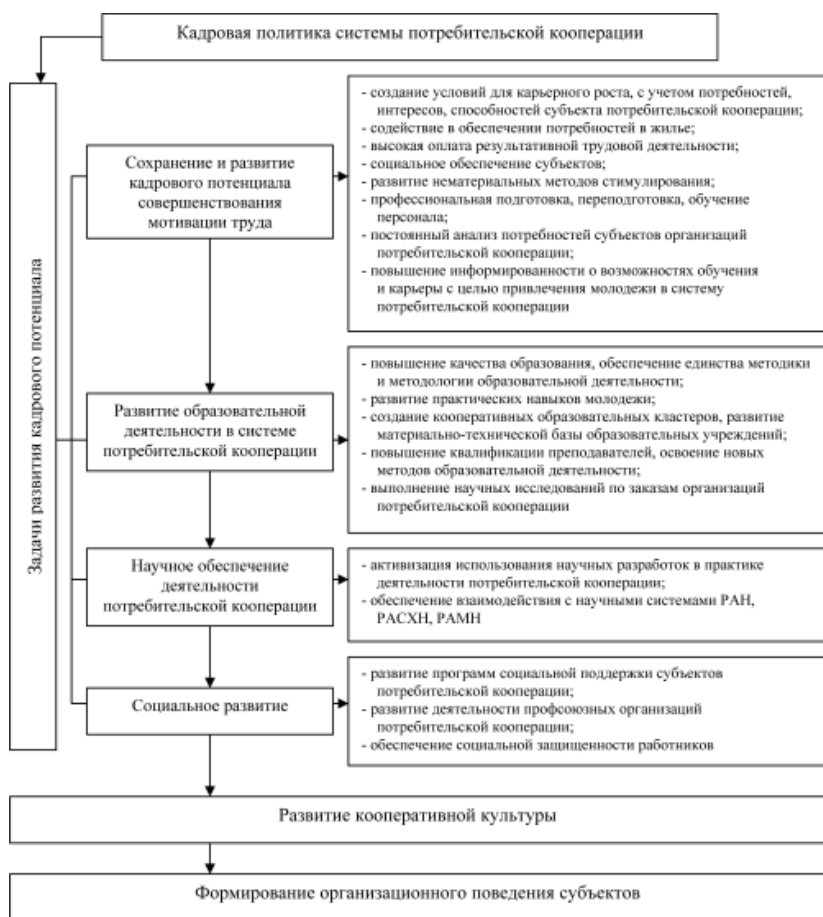 Кадровая политика системы потребительской кооперации
Задачи развития кадрового потенциала
Сохранение и развитие
кадрового потенциала
совершенствования
мотивации труда
- создание условий для карьерного роста, с учетом потребностей,
интересов, способностей субъекта потребительской кооперации;
- содействие в обеспечении потребностей в жилье;
- высокая оплата результативной трудовой деятельности;
- социальное обеспечение субъектов;
- развитие нематериальных методов стимулирования;
- профессиональная подготовка, переподготовка, обучение
персонала;
- постоянный анализ потребностей субъектов организаций
потребительской кооперации;
- повышение информированности о возможностях обучения
и карьеры с целью привлечения молодежи в систему
потребительской кооперации
Развитие образовательной
деятельности в системе
потребительской кооперации
- повышение качества образования, обеспечение единства методики
и методологии образовательной деятельности;
- развитие практических навыков молодежи;
- создание кооперативных образовательных кластеров, развитие
материально-технической базы образовательных учреждений;
- повышение квалификации преподавателей, освоение новых
методов образовательной деятельности;
- выполнение научных исследований по заказам организаций
потребительской кооперации
Научное обеспечение
деятельности
потребительской кооперации
- активизация использования научных разработок в практике
деятельности потребительской кооперации;
- обеспечение взаимодействия с научными системами РАН,
РАСХН, РАМН
Социальное развитие
- развитие программ социальной поддержки субъектов
потребительской кооперации;
- развитие деятельности профсоюзных организаций
потребительской кооперации;
- обеспечение социальной защищенности работников
Развитие кооперативной культуры
Формирование организационного поведения субъектов